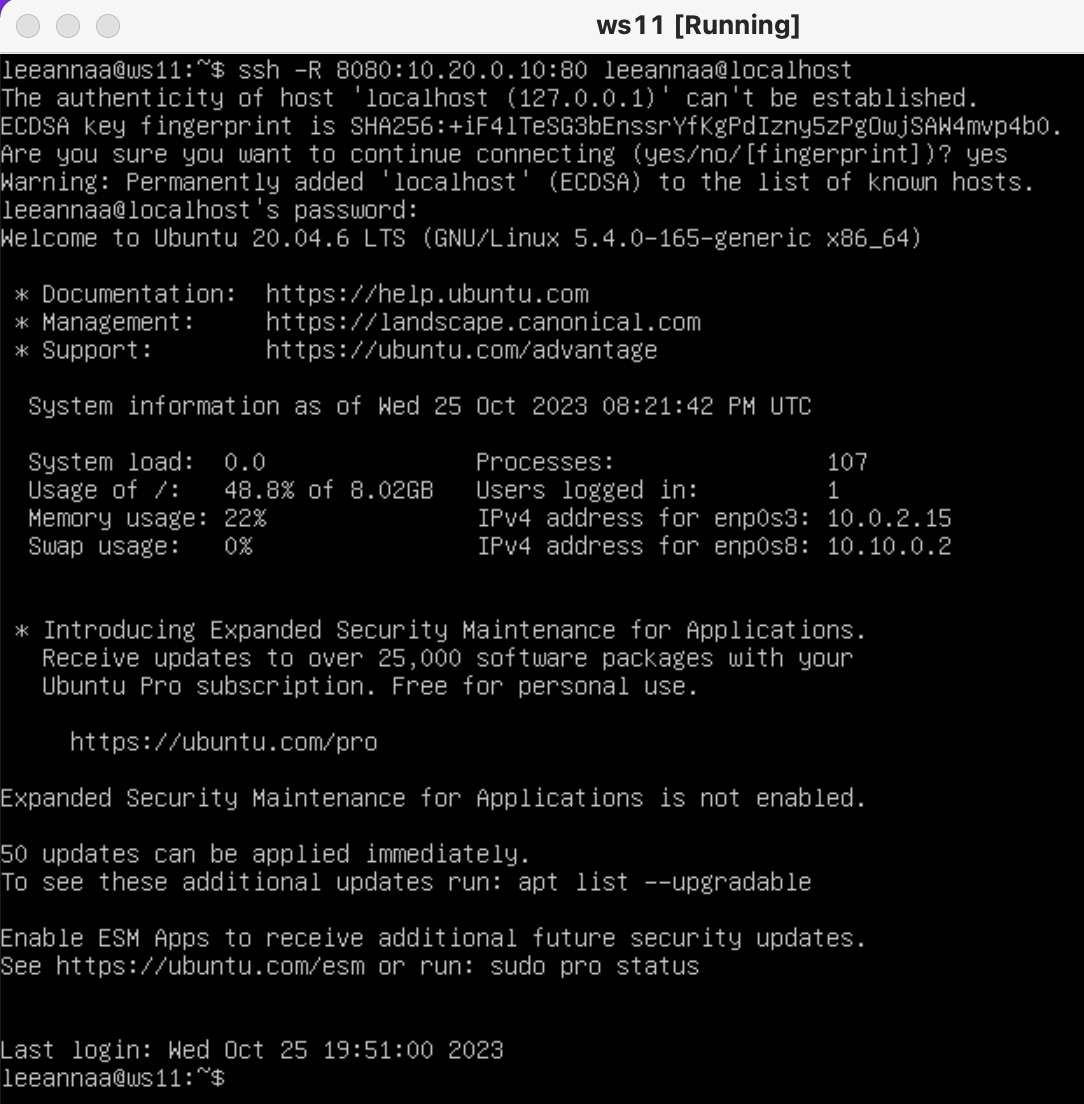 ws11 [Running]
leeannaa@ws11:~$ ssh -R 8080:10.20.0.10:80 leeannaa@localhost
The authenticity of host 'localhost (127.0.0.1)' can't be established.
ECDSA key fingerprint is SHA256:+iF4lTeSG3bEnssrYfKgPdIzny5zPgOwjSAW4mvp4b0.
Are you sure you want to continue connecting (yes/no/[fingerprint])? yes
Warning: Permanently added 'localhost' (ECDSA) to the list of known hosts.
leeannaa@localhost's password:
Welcome to Ubuntu 20.04.6 LTS (GNU/Linux 5.4.0-165-generic x86_64)
* Documentation:  https://help.ubuntu.com
* Management:     https://landscape.canonical.com
* Support:        https://ubuntu.com/advantage
System information as of Wed 25 Oct 2023 08:21:42 PM UTC
System load:  0.0               Processes:               107
Usage of /:   48.8% of 8.02GB   Users logged in:         1
Memory usage: 22%               IPv4 address for enp0s3: 10.0.2.15
Swap usage:   0%                IPv4 address for enp0s8: 10.10.0.2
* Introducing Expanded Security Maintenance for Applications.
Receive updates to over 25,000 software packages with your
Ubuntu Pro subscription. Free for personal use.
https://ubuntu.com/pro
Expanded Security Maintenance for Applications is not enabled.
50 updates can be applied immediately.
To see these additional updates run: apt list --upgradable
Enable ESM Apps to receive additional future security updates.
See https://ubuntu.com/esm or run: sudo pro status
Last login: Wed Oct 25 19:51:00 2023
leeannaa@ws11:~$